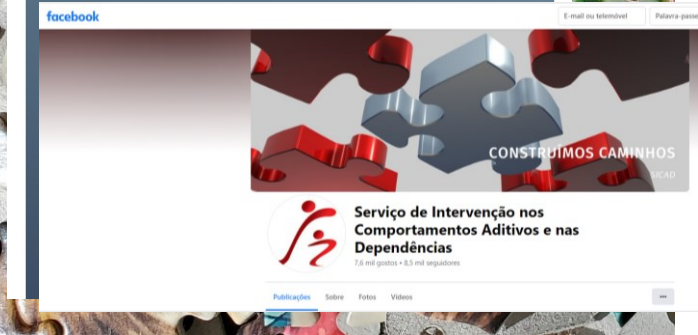 facebook
E-mail ou telemóvel
Palavra-passe
CONSTRUÍMOS CAMINHOS
SICAD
Serviço de Intervenção nos
Comportamentos Aditivos e nas
Dependências
7,6 mil gostos • 8,5 mil seguidores
Publicações Sobre Fotos Vídeos